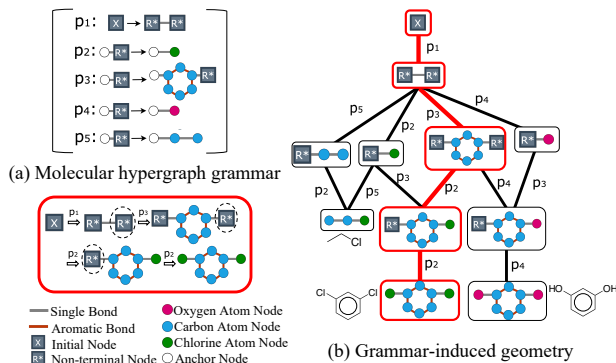 p1: X → R* R*
p2: R* →
p3: R* → R*
p4: R* →
p5: R* →
(a) Molecular hypergraph grammar
X p1 R* R* p3 R* R*
p2 R* p2
Single Bond
Aromatic Bond
X Initial Node
R* Non-terminal Node
Oxygen Atom Node
Carbon Atom Node
Chlorine Atom Node
Anchor Node
X
p1
R* R*
p5 p2 p3 p4
R* R* R* R* R*
p2 p5 p3 p2 p4 p3
Cl
R* R*
p2 p4
Cl Cl
HO OH
(b) Grammar-induced geometry